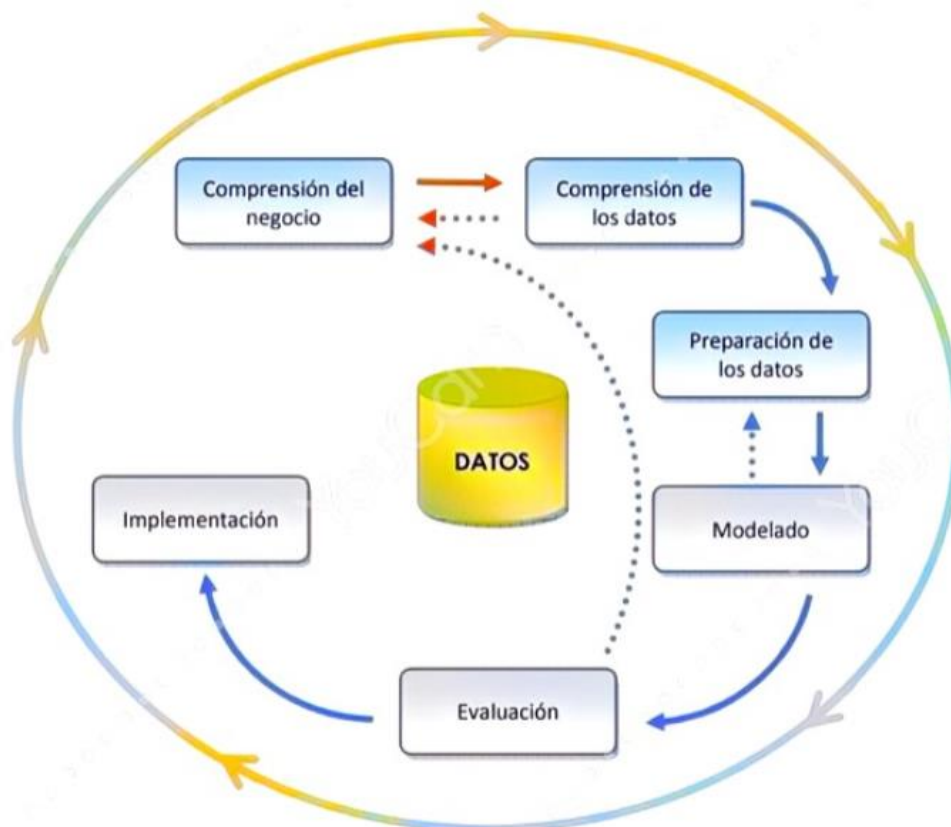 Comprensión del
negocio
Comprensión de
los datos
Preparación de
los datos
DATOS
Implementación
Modelado
Evaluación